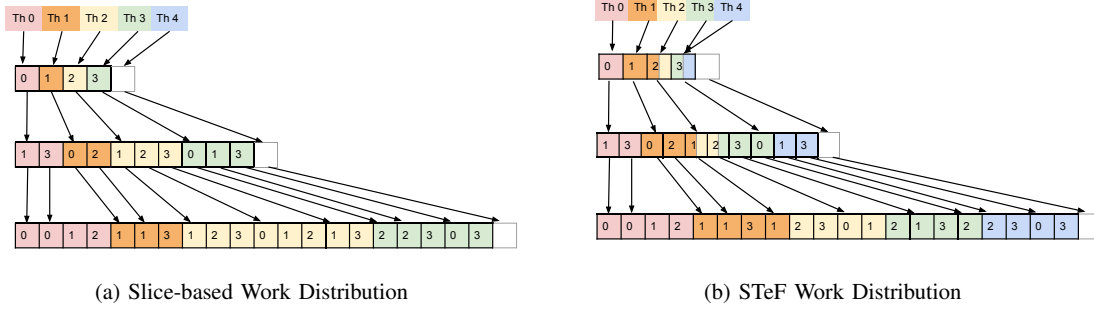 Th 0 Th 1 Th 2 Th 3 Th 4
0 1 2 3
1 3 0 2 1 2 3 0 1 3
0 0 1 2 1 1 3 1 2 3 0 1 2 1 3 2 2 3 0 3
(a) Slice-based Work Distribution
Th 0 Th 1 Th 2 Th 3 Th 4
0 1 2 3
1 3 0 2 1 2 3 0 1 3
0 0 1 2 1 1 3 1 2 3 0 1 2 1 3 2 2 3 0 3
(b) STeF Work Distribution